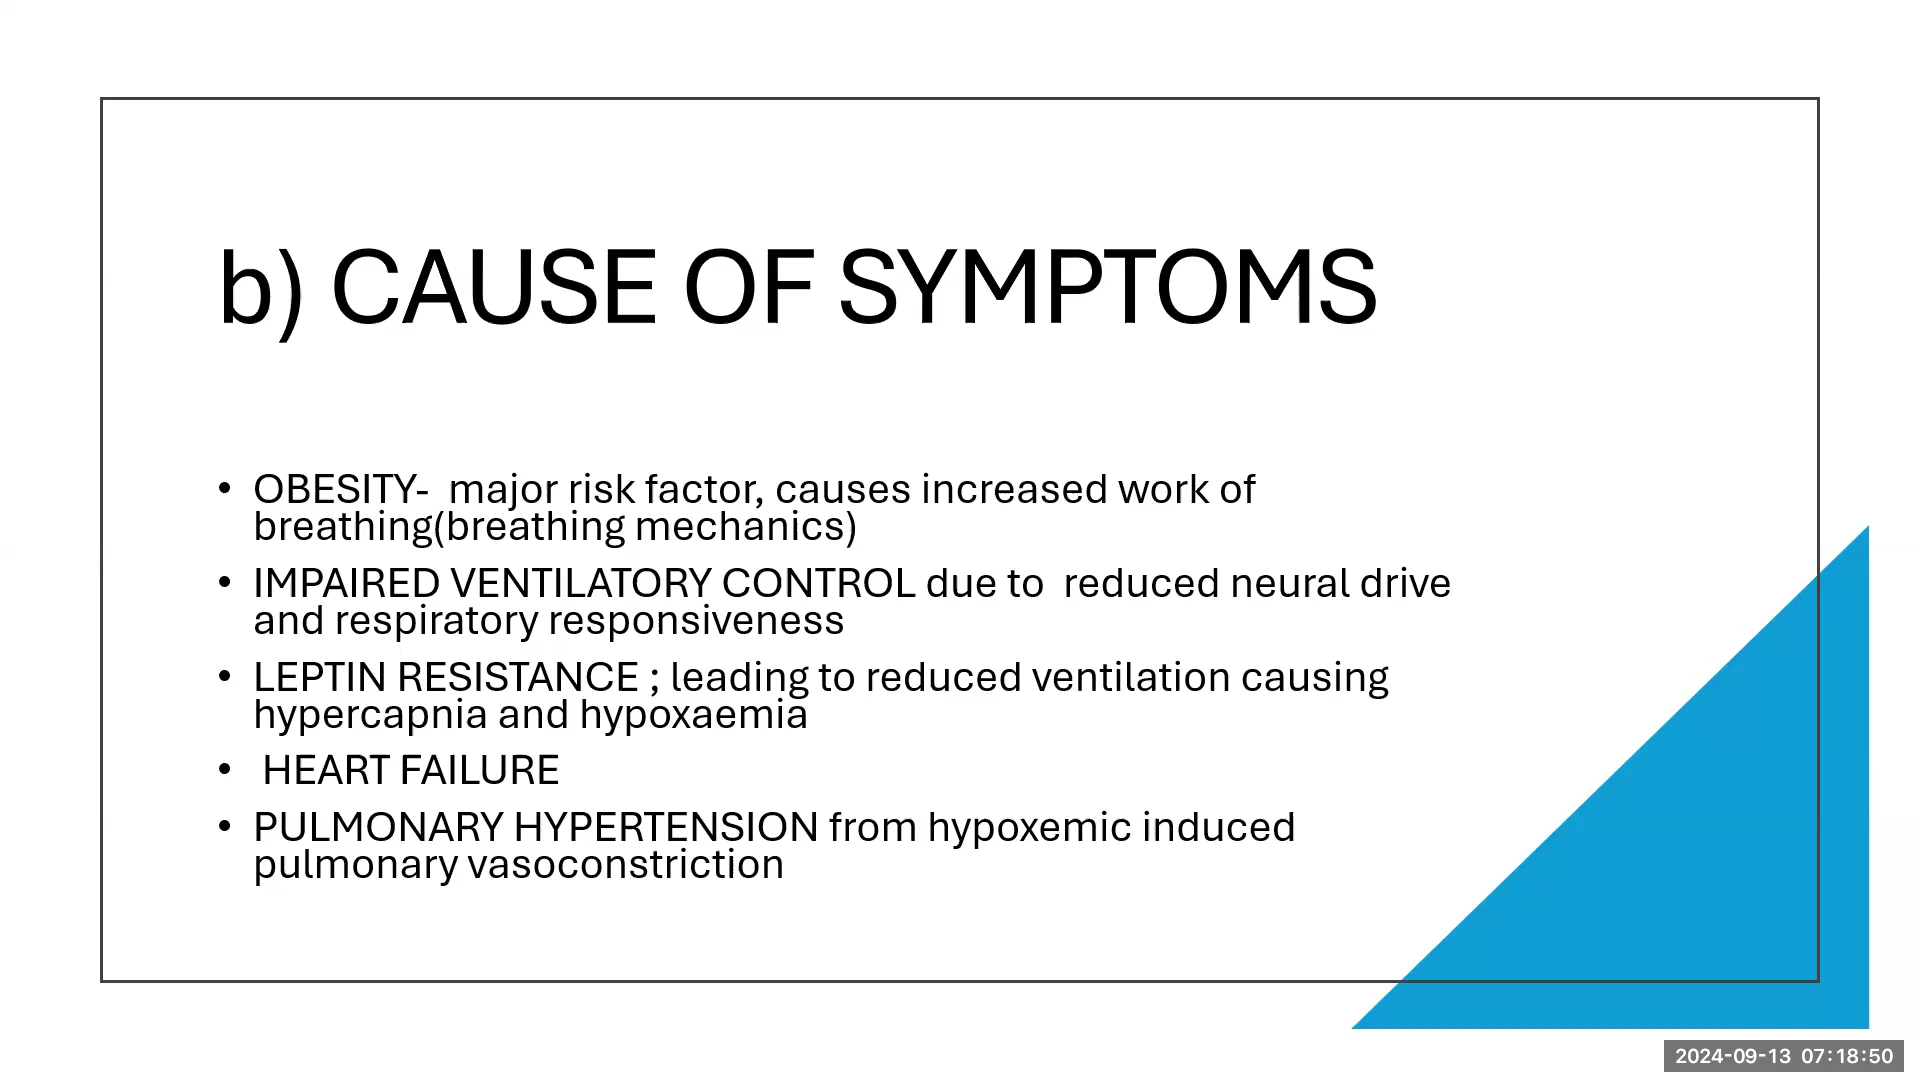 b) CAUSE OF SYMPTOMS
• OBESITY-  major risk factor, causes increased work of
breathing(breathing mechanics)
• IMPAIRED VENTILATORY CONTROL due to  reduced neural drive
and respiratory responsiveness
• LEPTIN RESISTANCE ; leading to reduced ventilation causing
hypercapnia and hypoxaemia
•  HEART FAILURE
• PULMONARY HYPERTENSION from hypoxemic induced
pulmonary vasoconstriction
2024-09-13 07:18:50